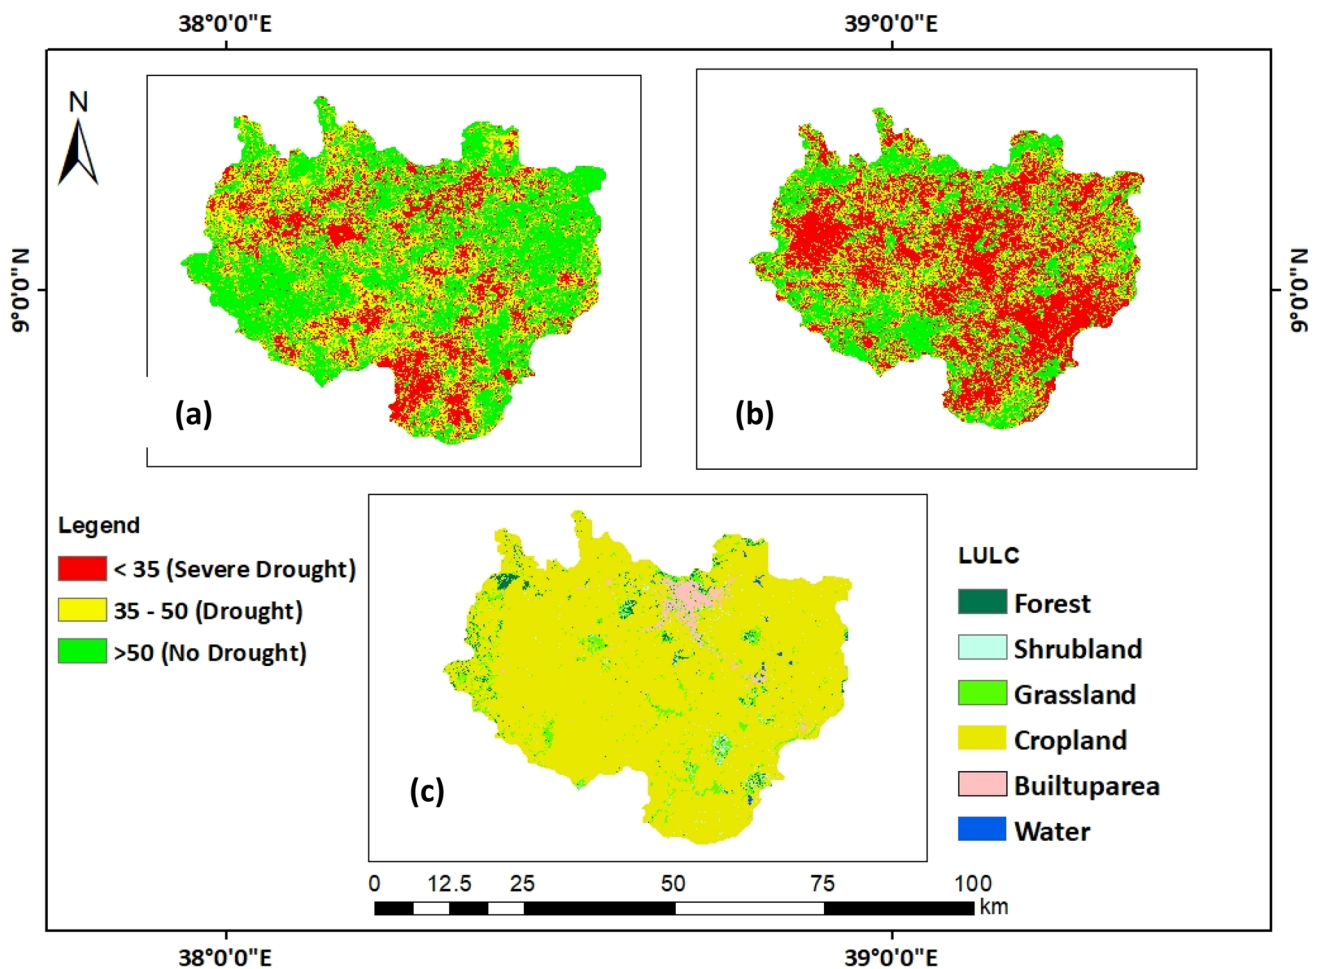 38°0'0"E
39°0'0"E
N
9°0'0"N
9°0'0"N
(a)
(b)
Legend
< 35 (Severe Drought)
35 - 50 (Drought)
>50 (No Drought)
(c)
LULC
Forest
Shrubland
Grassland
Cropland
Builtuparea
Water
0 12.5 25 50 75 100
km
38°0'0"E
39°0'0"E